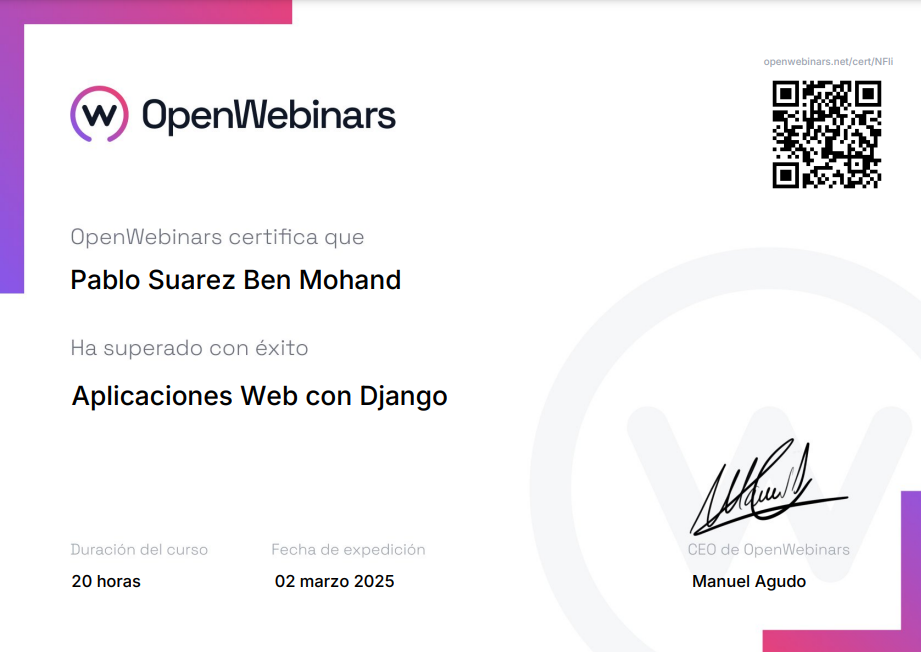 openwebinars.net/cert/NFIi
OpenWebinars
OpenWebinars certifica que
Pablo Suarez Ben Mohand
Ha superado con éxito
Aplicaciones Web con Django
Duración del curso
Fecha de expedición
CEO de OpenWebinars
20 horas
02 marzo 2025
Manuel Agudo